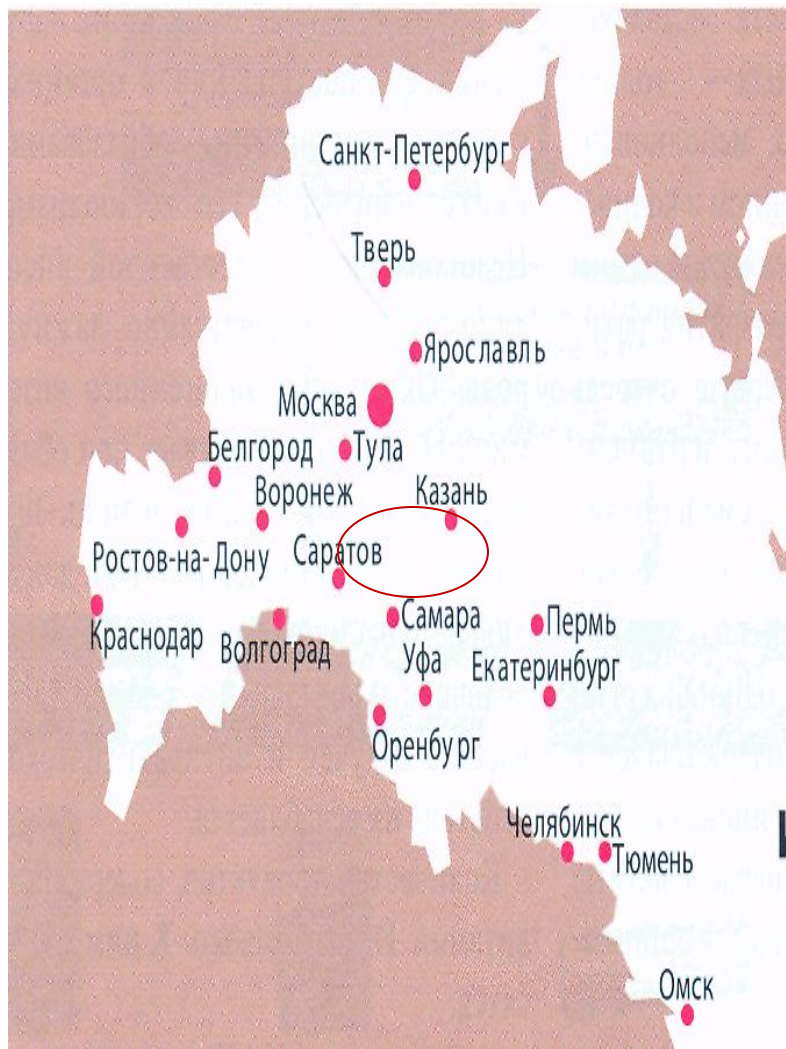 Санкт-Петербург
Тверь
Ярославль
Москва
Белгород
Тула
Воронеж
Казань
Ростов-на-Дону
Саратов
Краснодар
Волгоград
Самара
Пермь
Уфа
Екатеринбург
Оренбург
Челябинск
Тюмень
Омск